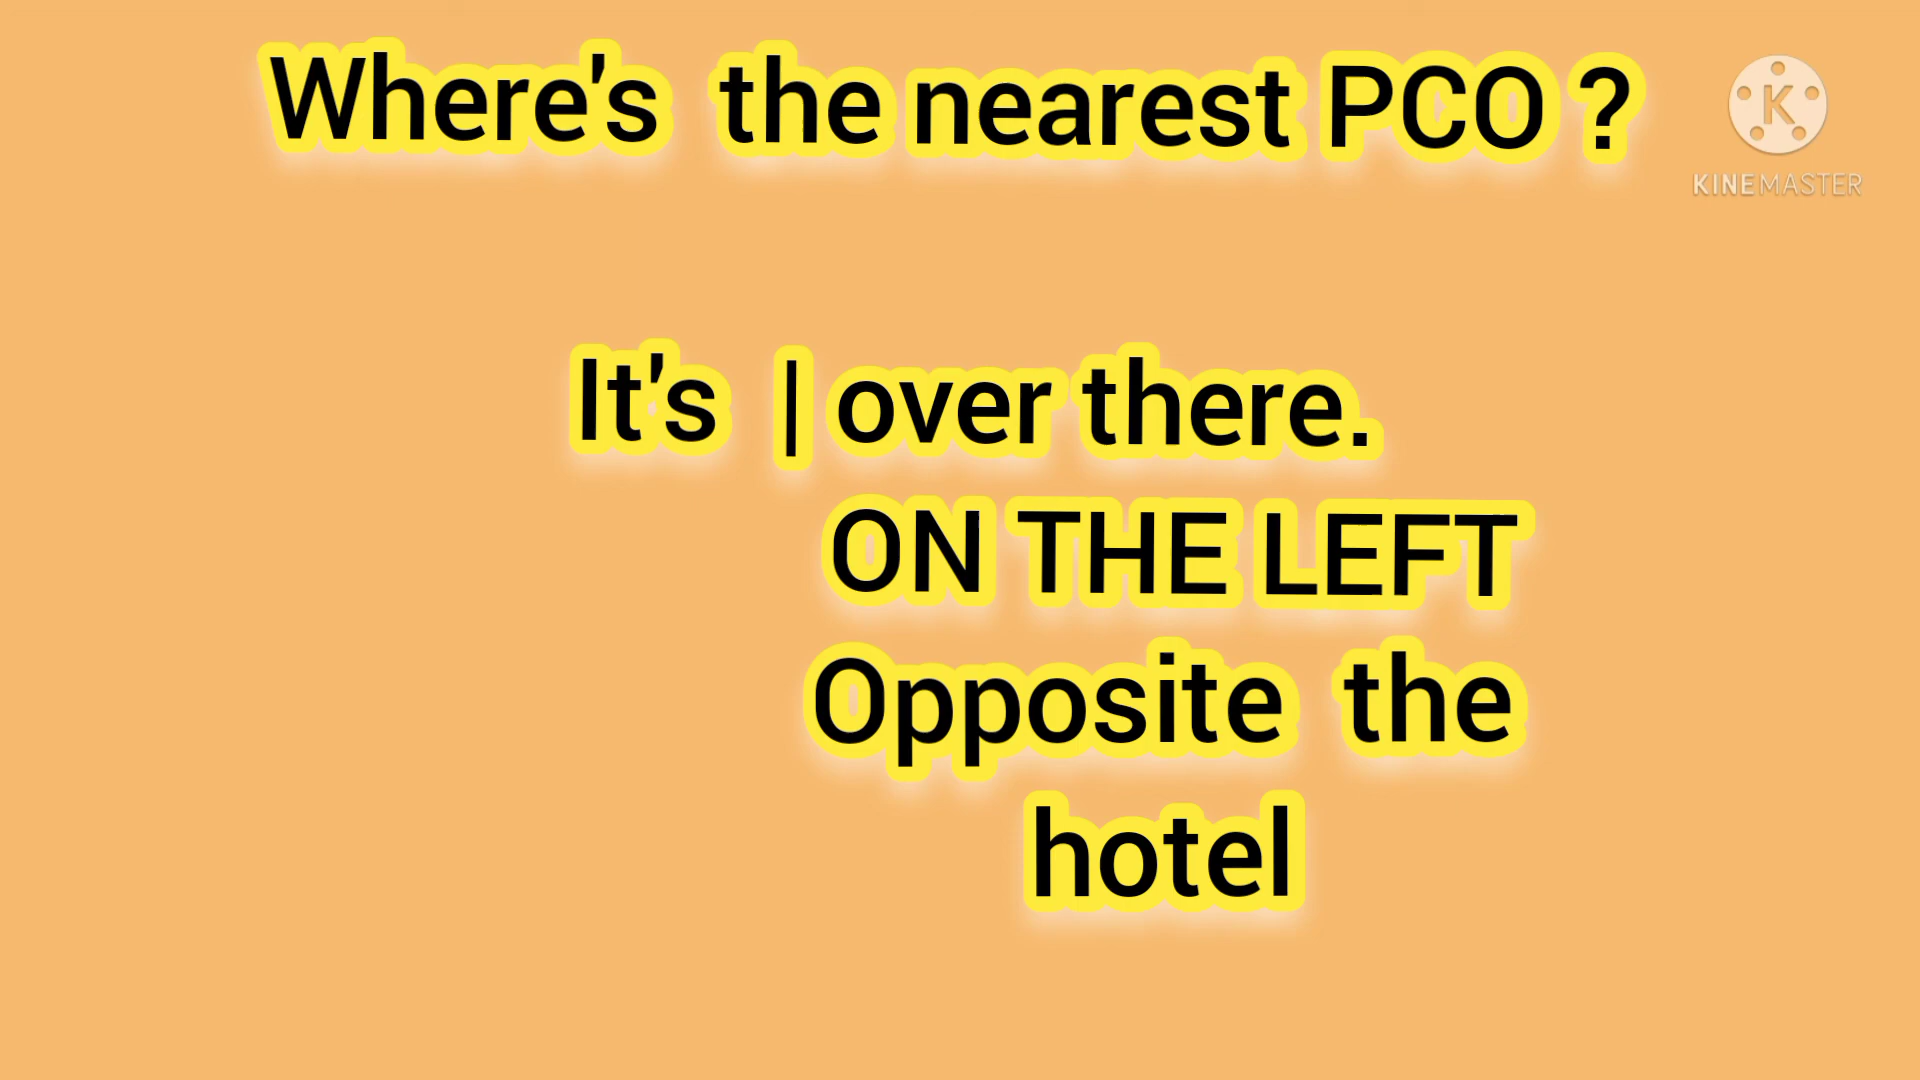 Where's the nearest PCO ?
K
KINEMASTER
It's | over there.
ON THE LEFT
Opposite the
hotel